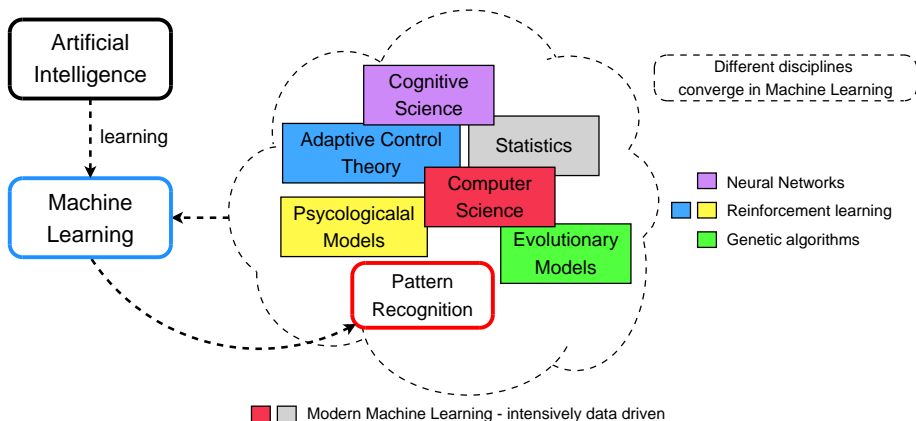 Artificial
Intelligence
learning
Machine
Learning
Cognitive
Science
Adaptive Control
Theory
Statistics
Computer
Science
Psycologicalal
Models
Evolutionary
Models
Pattern
Recognition
Different disciplines
converge in Machine Learning
Neural Networks
Reinforcement learning
Genetic algorithms
Modern Machine Learning - intensively data driven